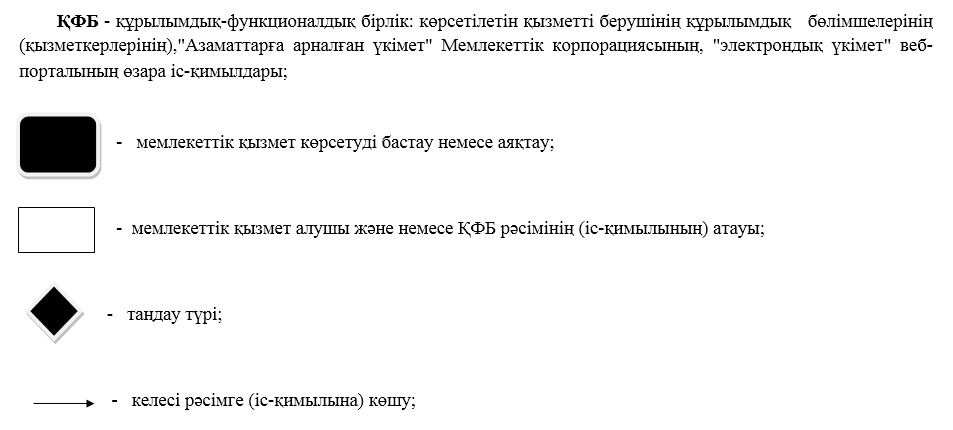 ҚФБ - құрылымдық-функционалдық бірлік: көрсетілетін қызметті берушінің құрылымдық бөлімшелерінің
(қызметкерлерінің),"Азаматтарға арналған үкімет" Мемлекеттік корпорациясының, "электрондық үкімет" веб-
порталының өзара іс-қимылдары;
- мемлекеттік қызмет көрсетуді бастау немесе аяқтау;
- мемлекеттік қызмет алушы және немесе ҚФБ рәсімінің (іс-қимылының) атауы;
- таңдау түрі;
- келесі рәсімге (іс-қимылына) көшу;